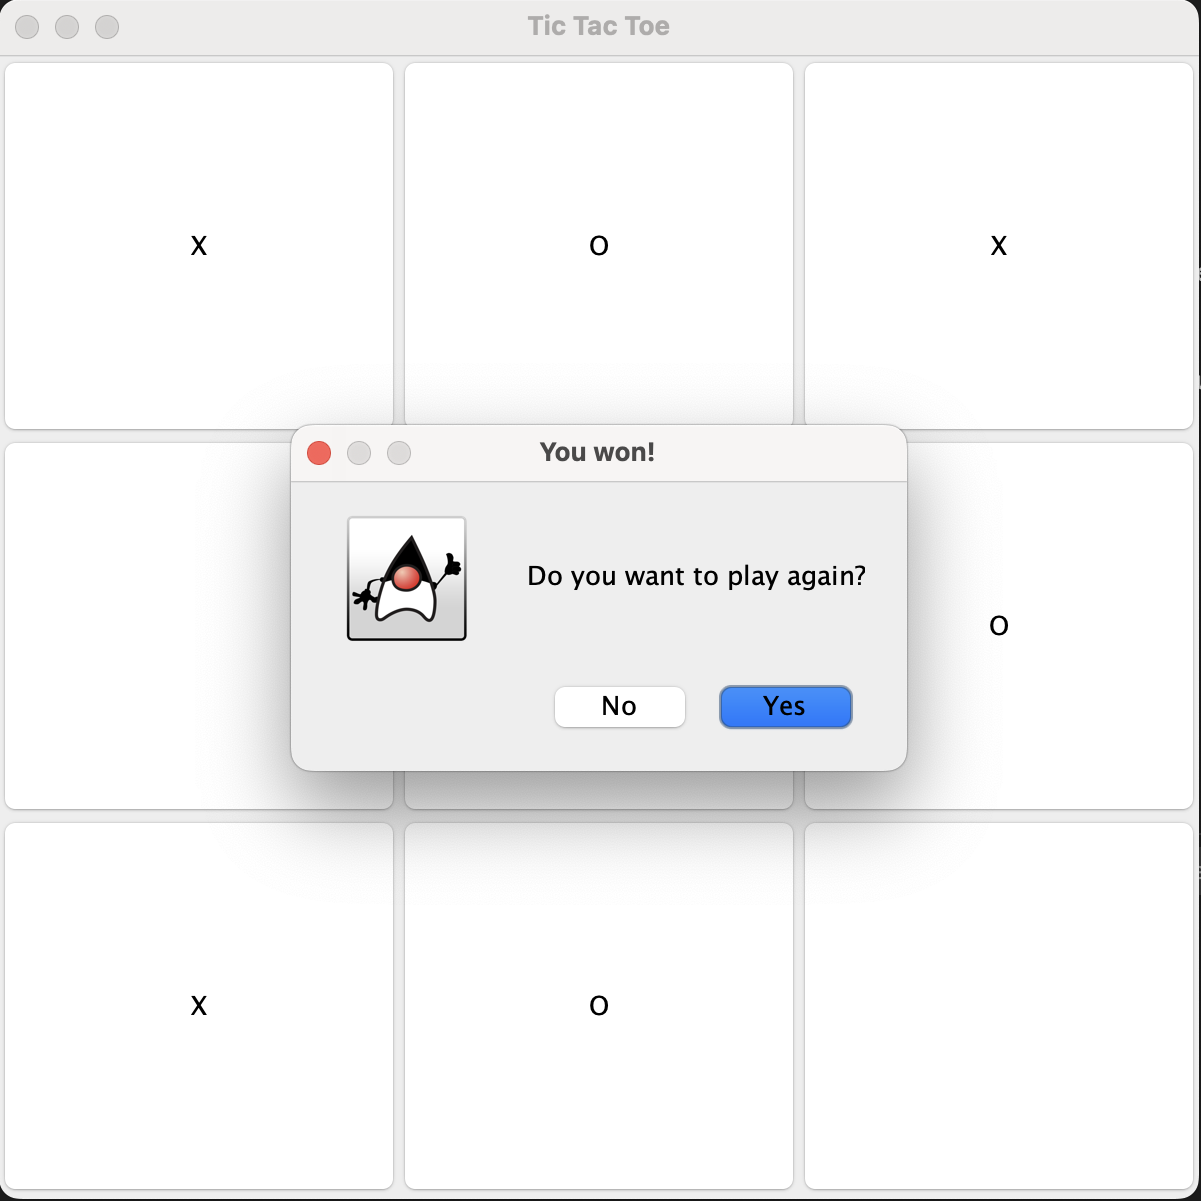 Tic Tac Toe
X O X
You won!
Do you want to play again?
O
No Yes
X O